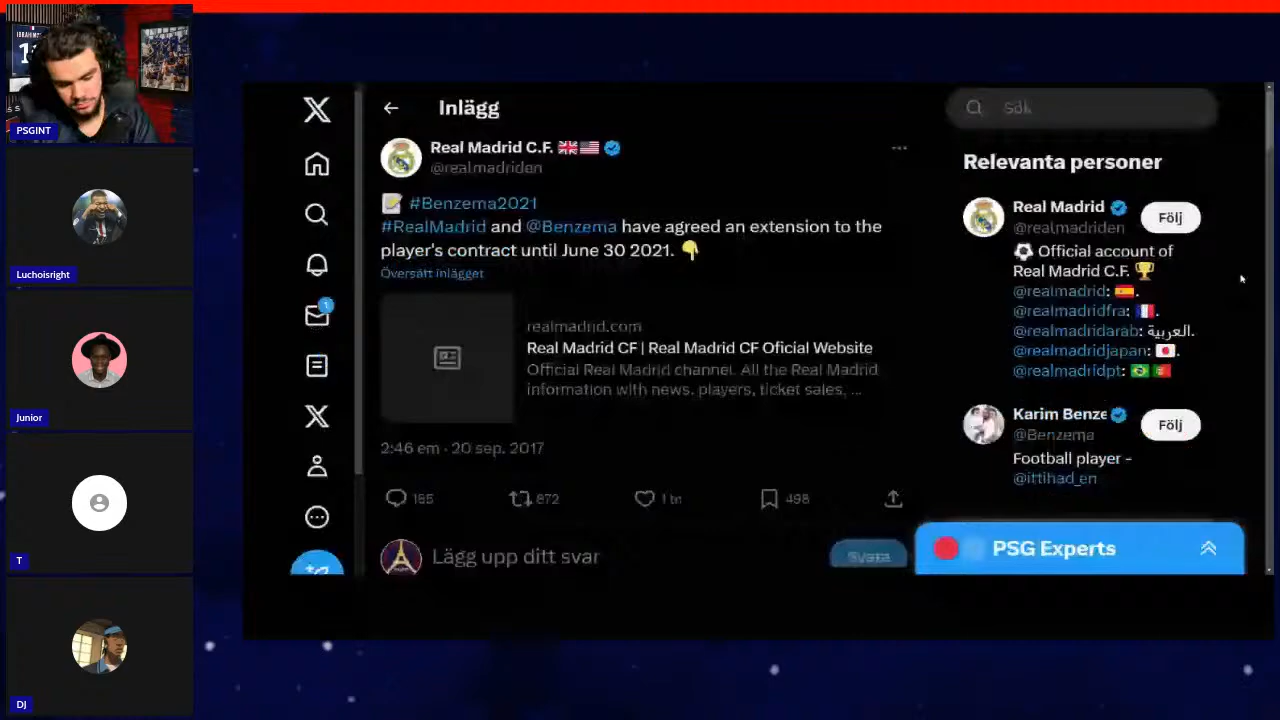 PSGINT
Luchoisright
Junior
T
DJ
Inlägg
Real Madrid C.F. 🇬🇧🇺🇸
@realmadriden
📝 #Benzema2021
#RealMadrid and @Benzema have agreed an extension to the
player's contract until June 30 2021. 👇
Översätt inlägget
realmadrid.com
Real Madrid CF | Real Madrid CF Oficial Website
Official Real Madrid channel. All the Real Madrid
information with news, players, ticket sales, ...
2:46 em · 20 sep. 2017
872
1 tn
498
Lägg upp ditt svar
Svara
Sök
Relevanta personer
Real Madrid
Följ
@realmadriden
⚽ Official account of
Real Madrid C.F. 🏆
@realmadrid: 🇪🇸.
@realmadridfra: 🇫🇷.
@realmadridarab: العربية.
@realmadridjapan: 🇯🇵.
@realmadridpt: 🇧🇷 🇵🇹
Karim Benze
Följ
@Benzema
Football player -
@ittihad_en
PSG Experts
1